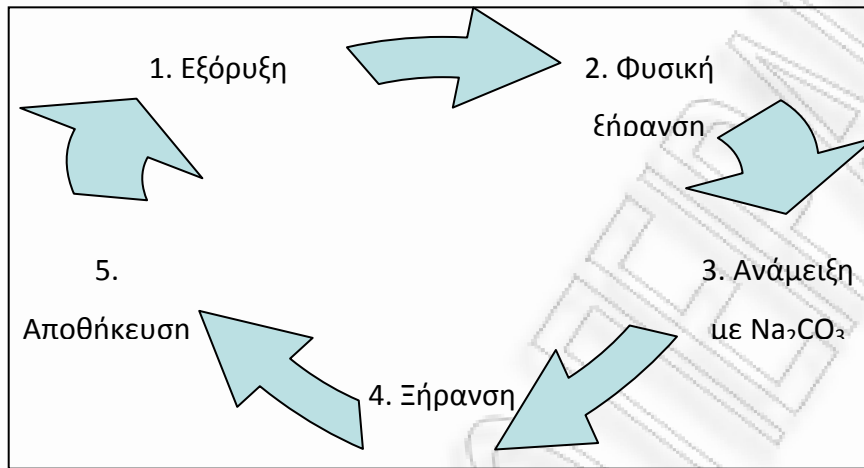 1. Εξόρυξη
2. Φυσική
ξήρανση
3. Ανάμειξη
με Na₂CO₃
4. Ξήρανση
5.
Αποθήκευση